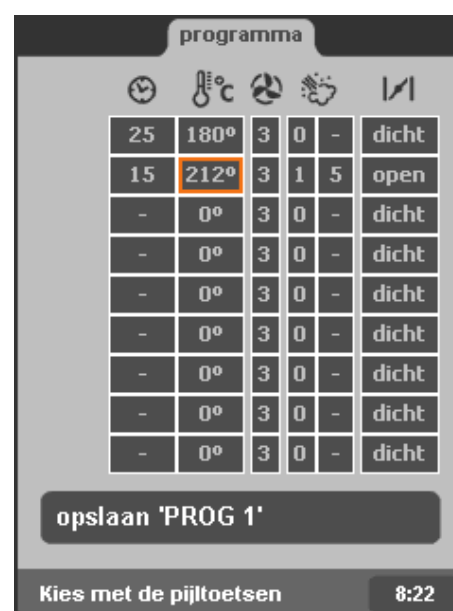 programma
°C
25 180º 3 0 - dicht
15 212º 3 1 5 open
- 0º 3 0 - dicht
- 0º 3 0 - dicht
- 0º 3 0 - dicht
- 0º 3 0 - dicht
- 0º 3 0 - dicht
- 0º 3 0 - dicht
- 0º 3 0 - dicht
opslaan 'PROG 1'
Kies met de pijltoetsen 8:22